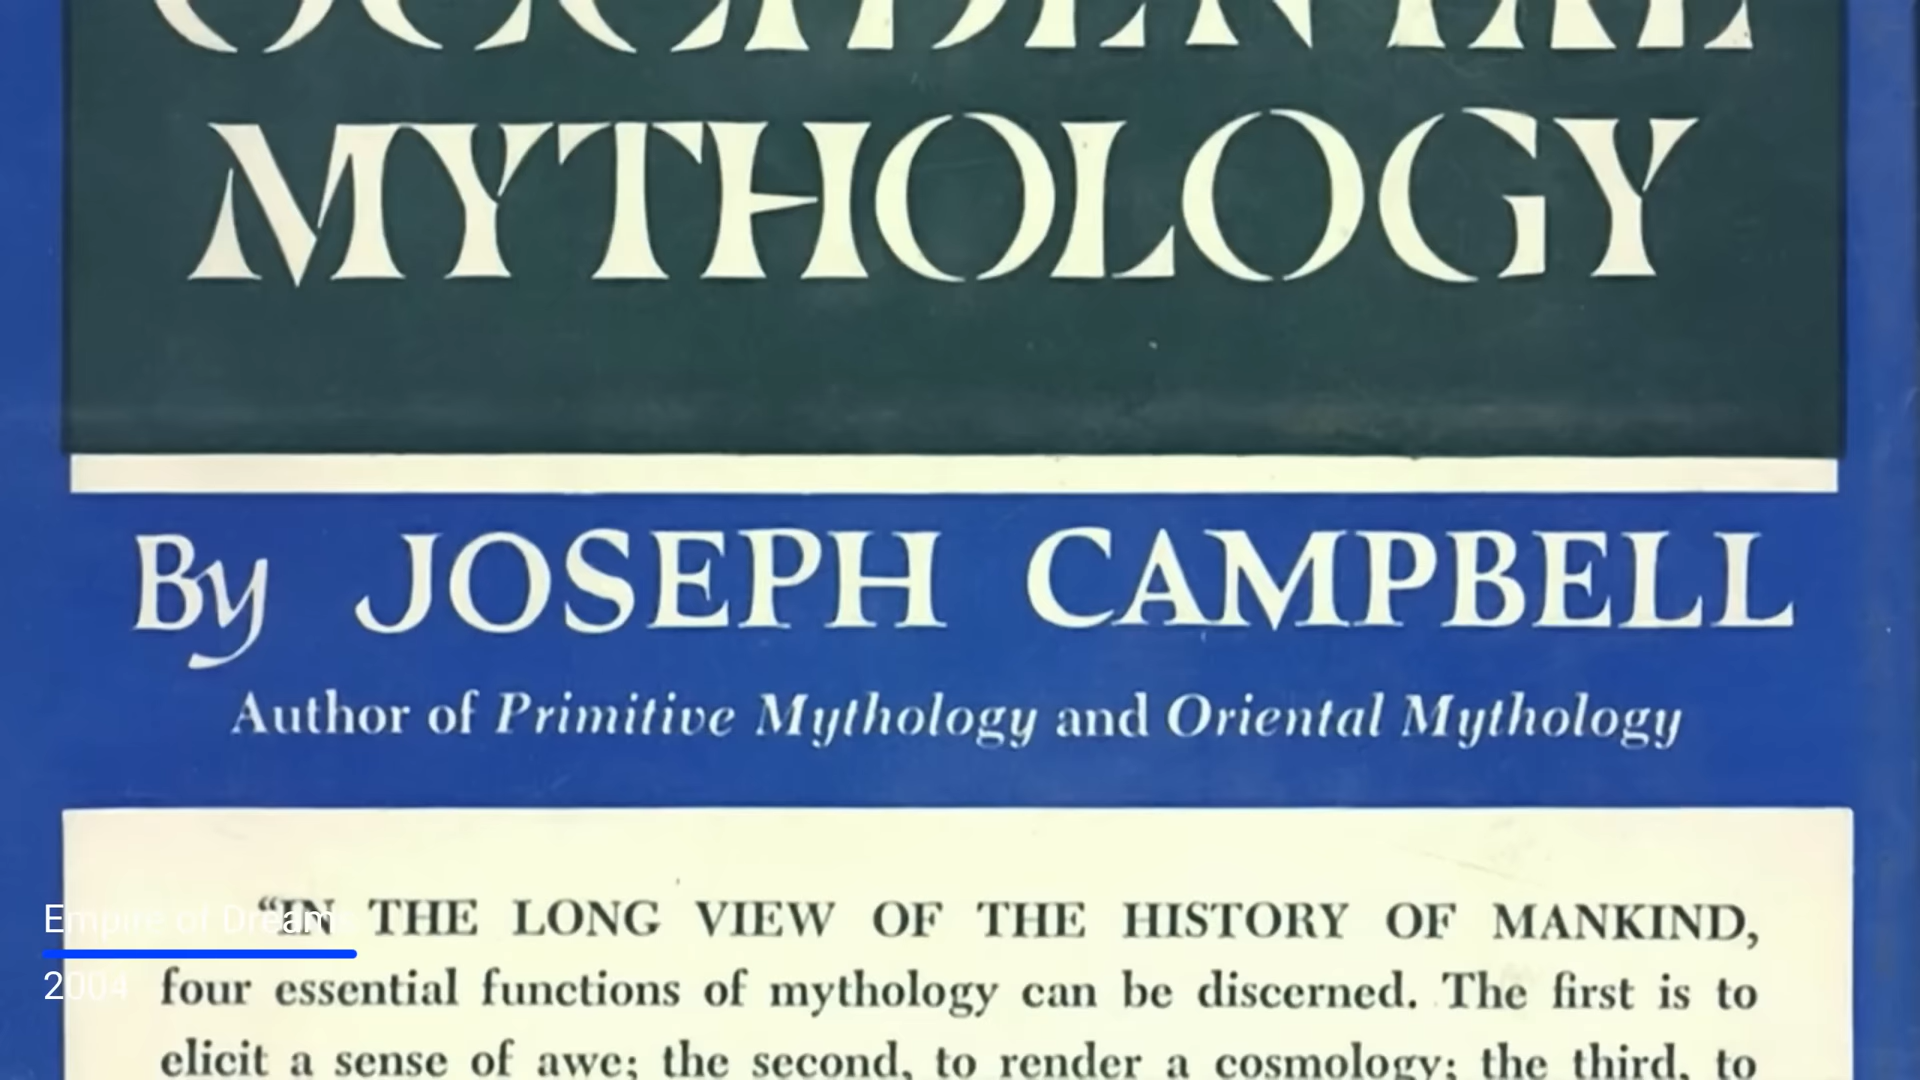 OCCIDENTAL
MYTHOLOGY
By JOSEPH CAMPBELL
Author of Primitive Mythology and Oriental Mythology
“IN THE LONG VIEW OF THE HISTORY OF MANKIND,
four essential functions of mythology can be discerned. The first is to
elicit a sense of awe; the second, to render a cosmology; the third, to
Empire of Dreams
2004